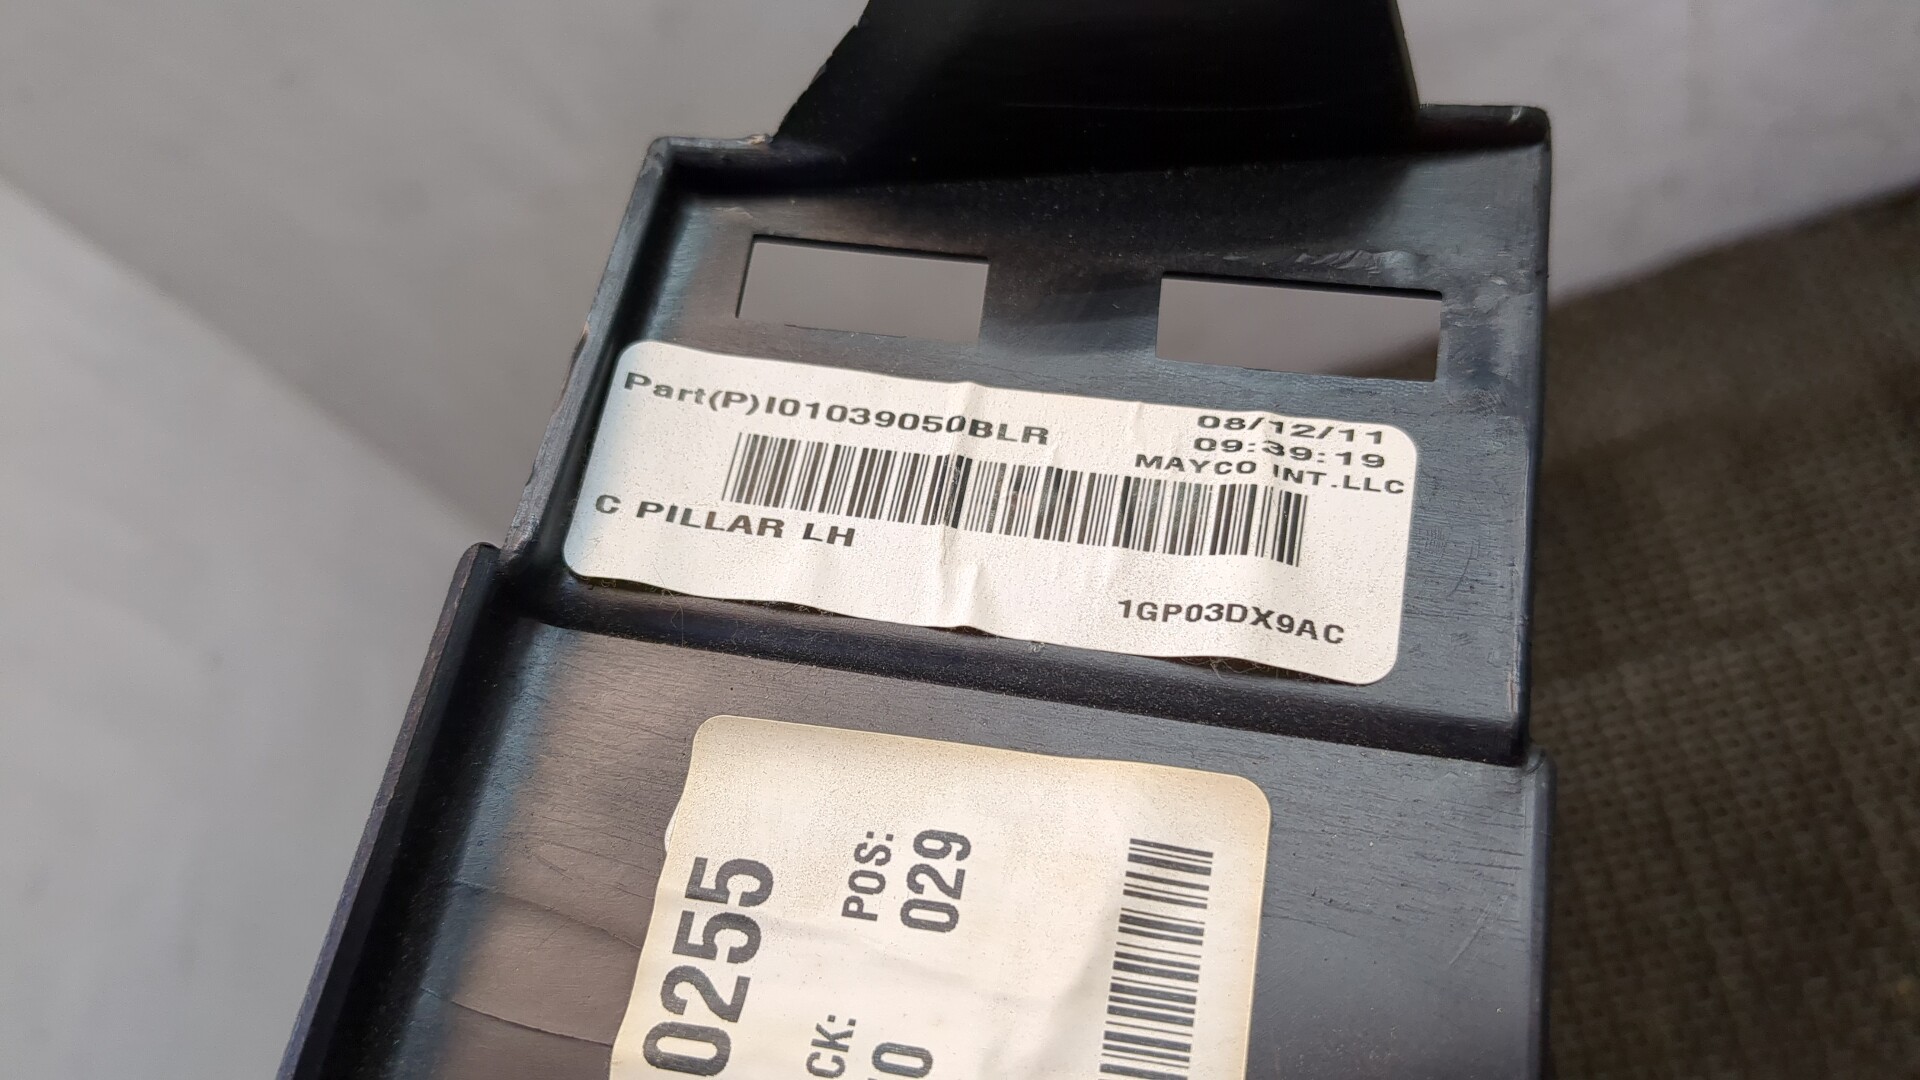 Part(P)I01039050BLR
08/12/11
09:39:19
MAYCO INT.LLC
C PILLAR LH
1GP03DX9AC
0255
POS:
029
CK: